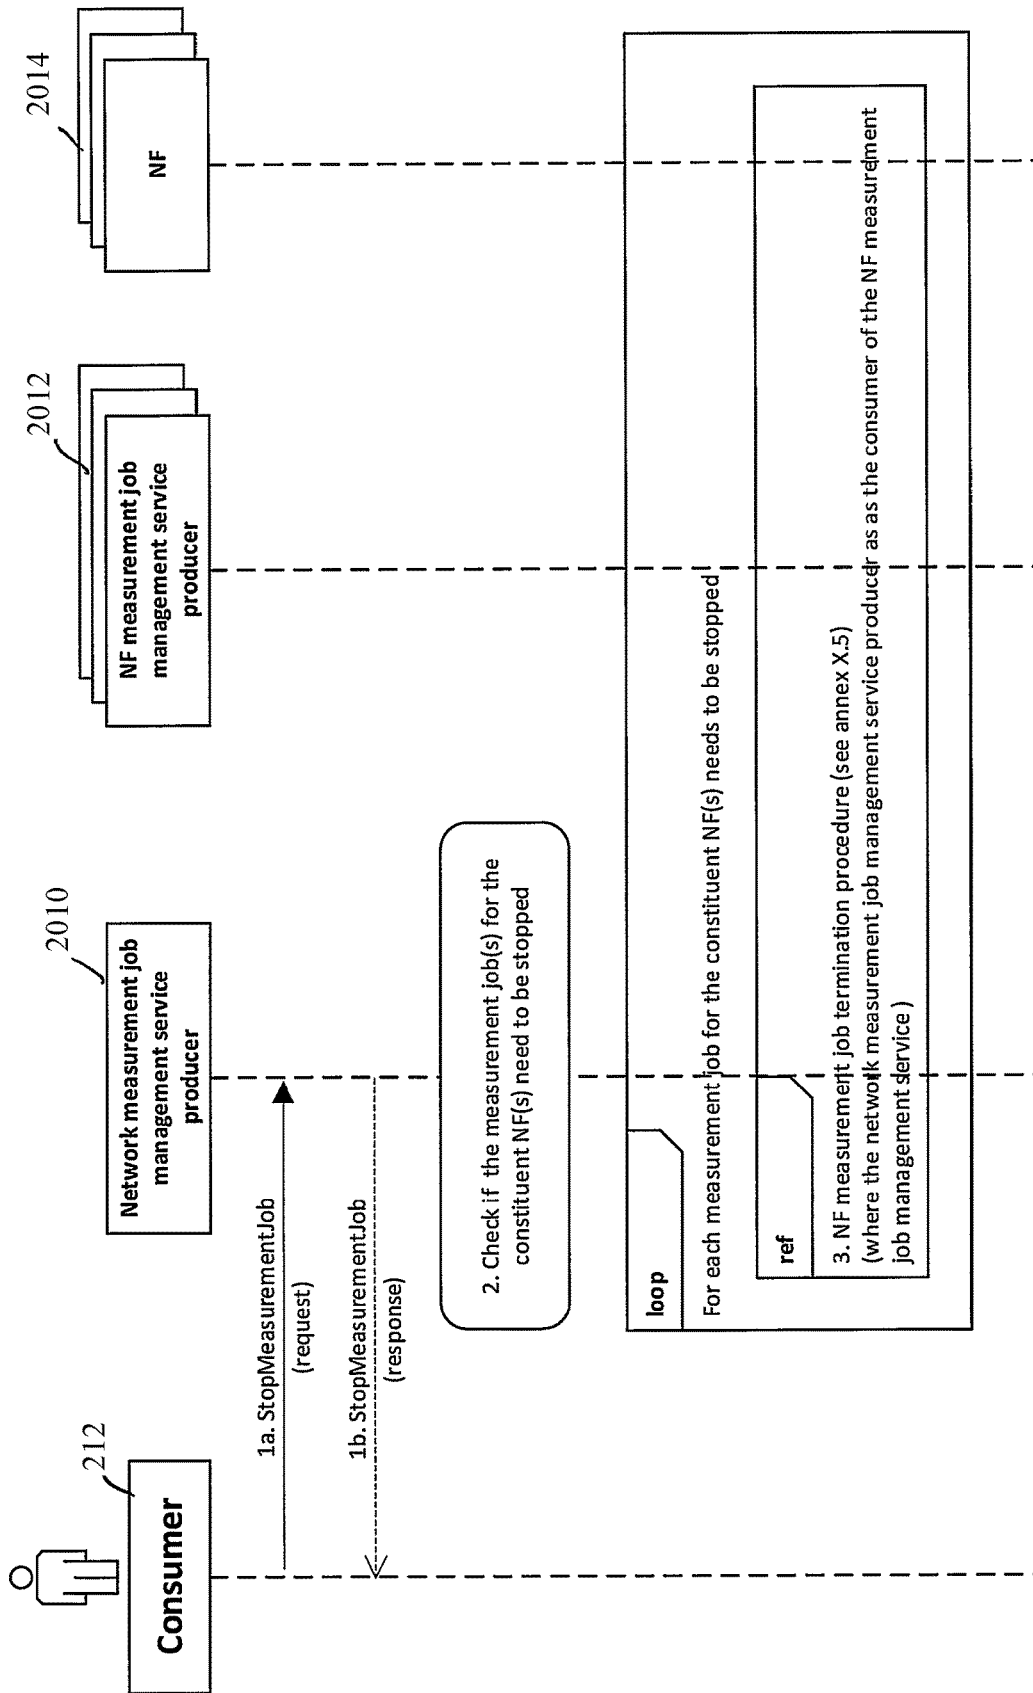 212
Consumer
2010
Network measurement job
management service
producer
2012
NF measurement job
management service
producer
2014
NF
1a. StopMeasurementJob
(request)
1b. StopMeasurementJob
(response)
2. Check if the measurement job(s) for the
constituent NF(s) need to be stopped
loop
For each measurement job for the constituent NF(s) needs to be stopped
ref
3. NF measurement job termination procedure (see annex X.5)
(where the network measurement job management service producer as as the consumer of the NF measurement
job management service )